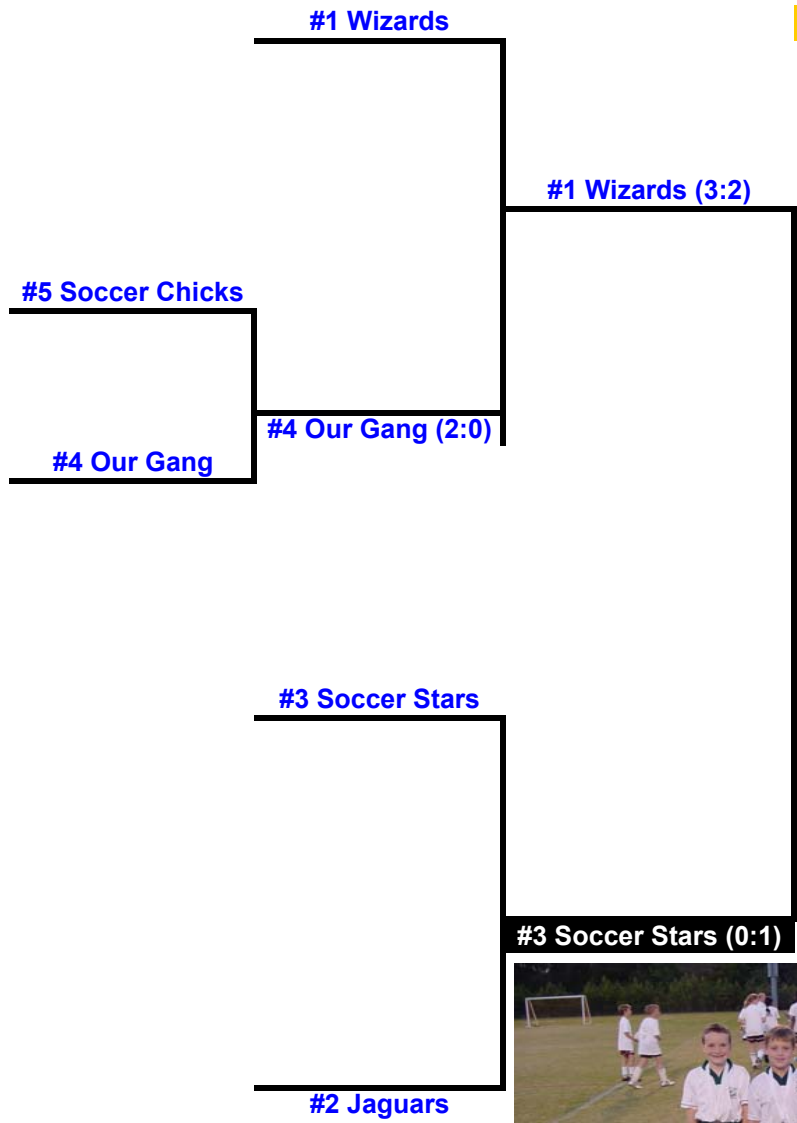 #1 Wizards
#1 Wizards (3:2)
#5 Soccer Chicks
#4 Our Gang (2:0)
#4 Our Gang
#3 Soccer Stars
#3 Soccer Stars (0:1)
#2 Jaguars